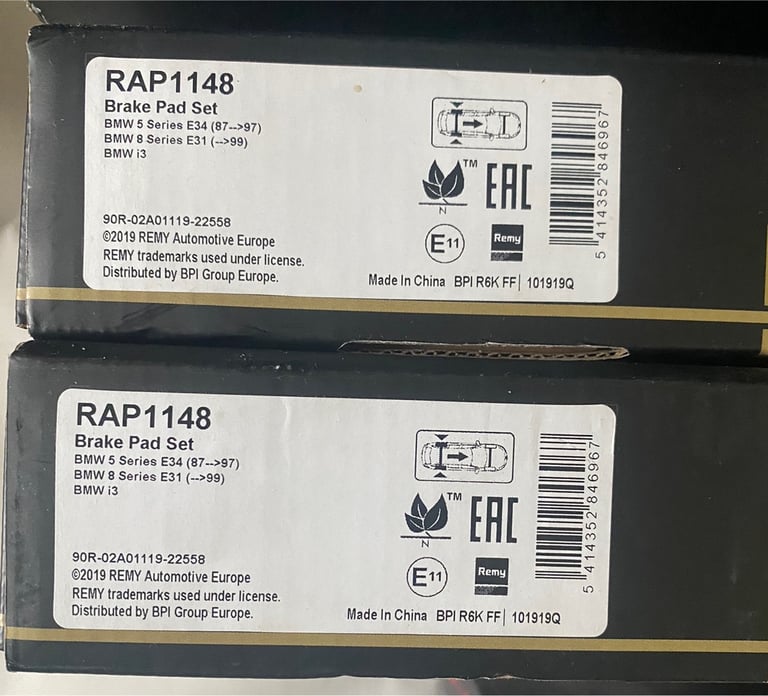 RAP1148
Brake Pad Set
BMW 5 Series E34 (87-->97)
BMW 8 Series E31 (-->99)
BMW i3
TM
EAC
N
90R-02A01119-22558
©2019 REMY Automotive Europe
REMY trademarks used under license.
Distributed by BPI Group Europe.
E11
Remy
Made In China BPI R6K FF| 101919Q
5 414352 846967
RAP1148
Brake Pad Set
BMW 5 Series E34 (87-->97)
BMW 8 Series E31 (-->99)
BMW i3
TM
EAC
N
90R-02A01119-22558
©2019 REMY Automotive Europe
REMY trademarks used under license.
Distributed by BPI Group Europe.
E11
Remy
Made In China BPI R6K FF| 101919Q
5 414352 846967